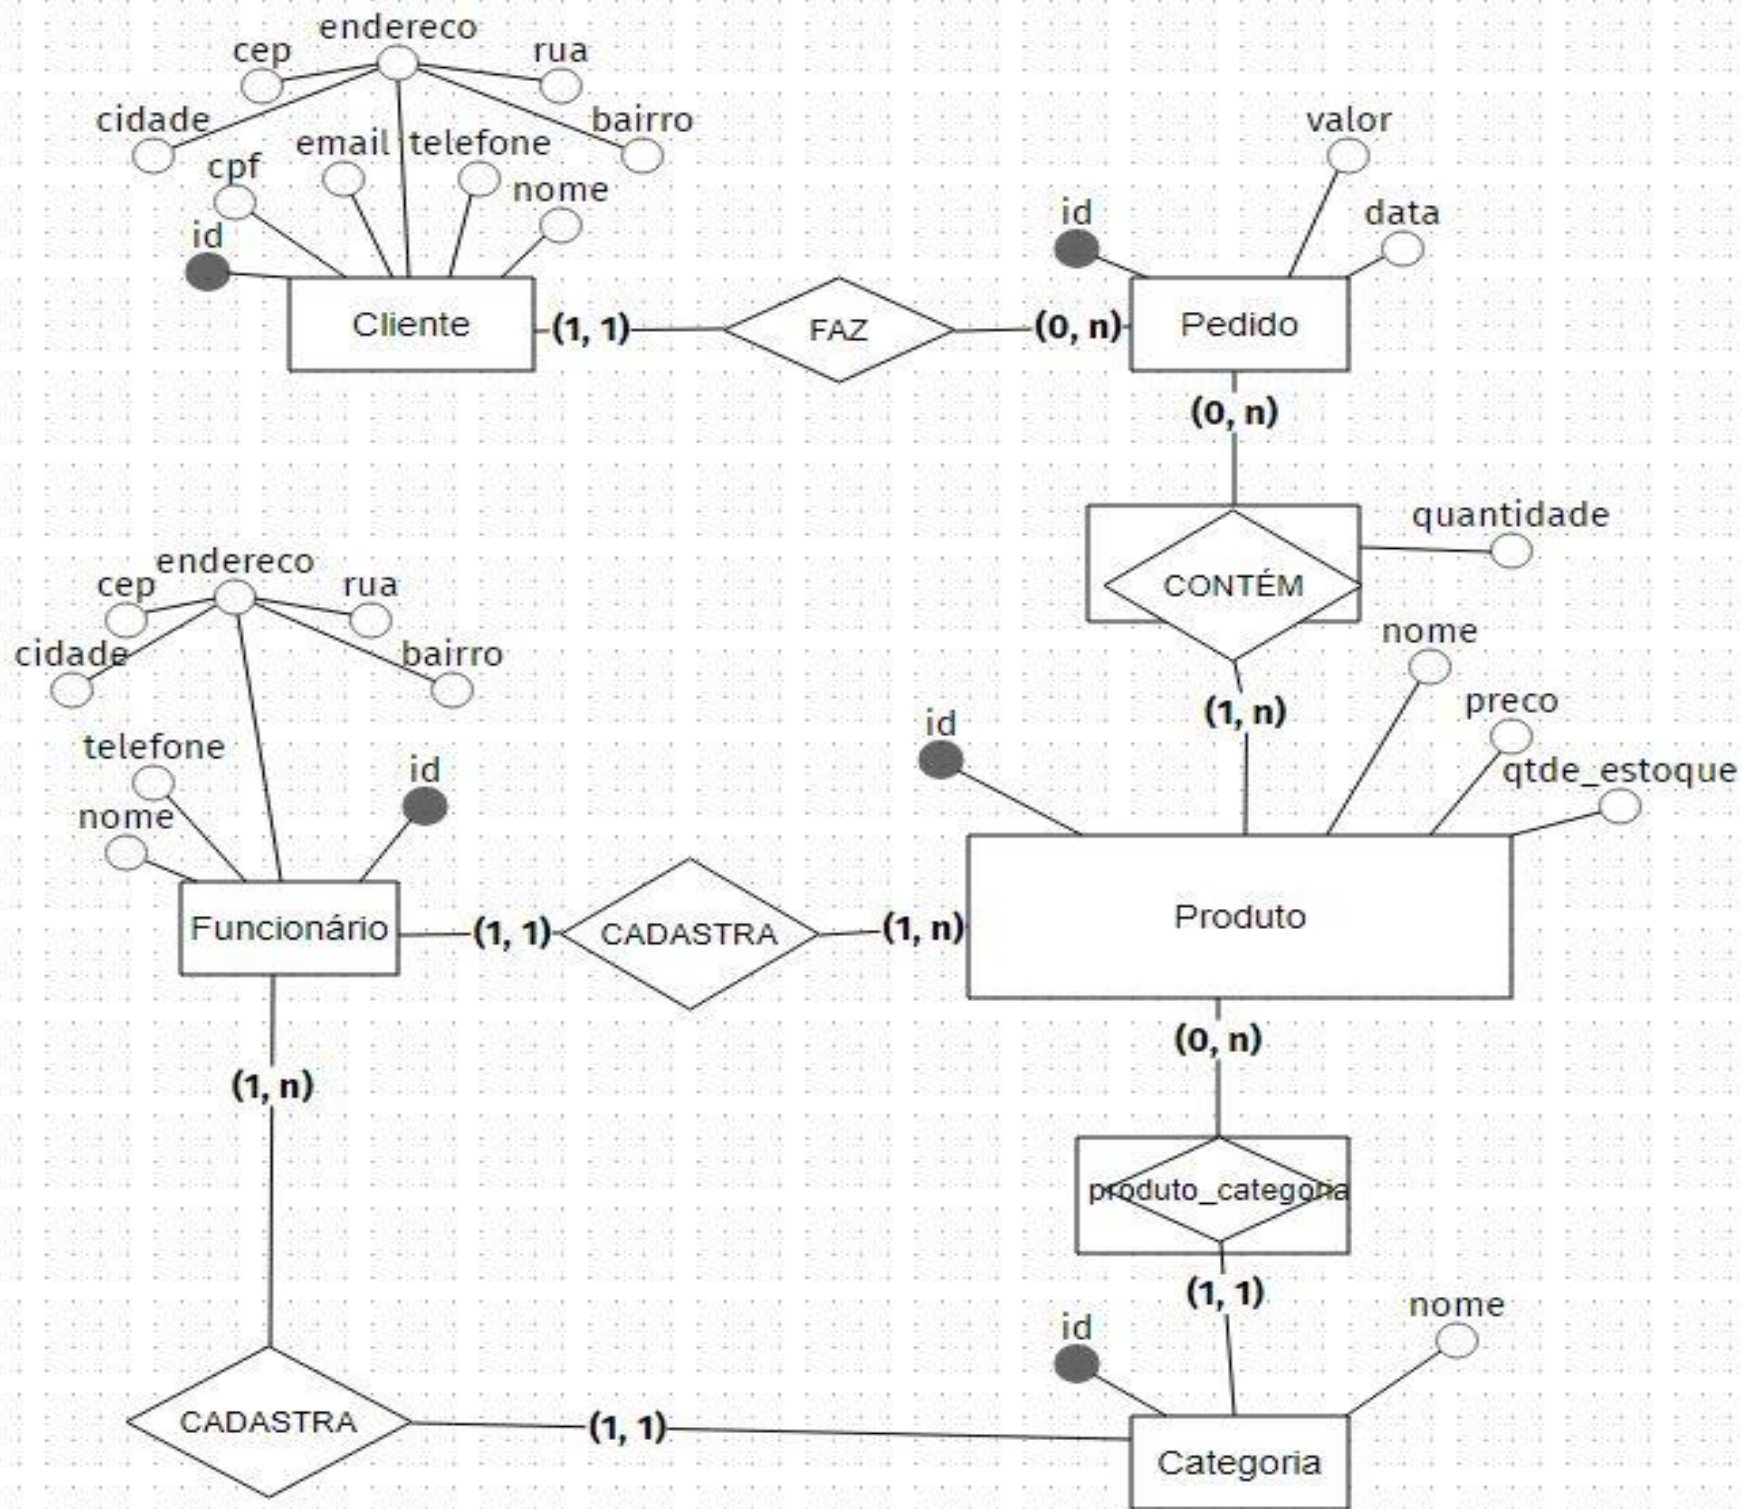 endereco
cep
rua
cidade
bairro
email
telefone
cpf
nome
id
Cliente
(1, 1)
FAZ
(0, n)
valor
id
data
Pedido
(0, n)
CONTÉM
quantidade
(1, n)
endereco
cep
rua
cidade
bairro
telefone
id
nome
Funcionário
(1, 1)
CADASTRA
(1, n)
id
nome
preco
qtde_estoque
Produto
(0, n)
produto_categoria
(1, 1)
(1, n)
CADASTRA
(1, 1)
id
nome
Categoria